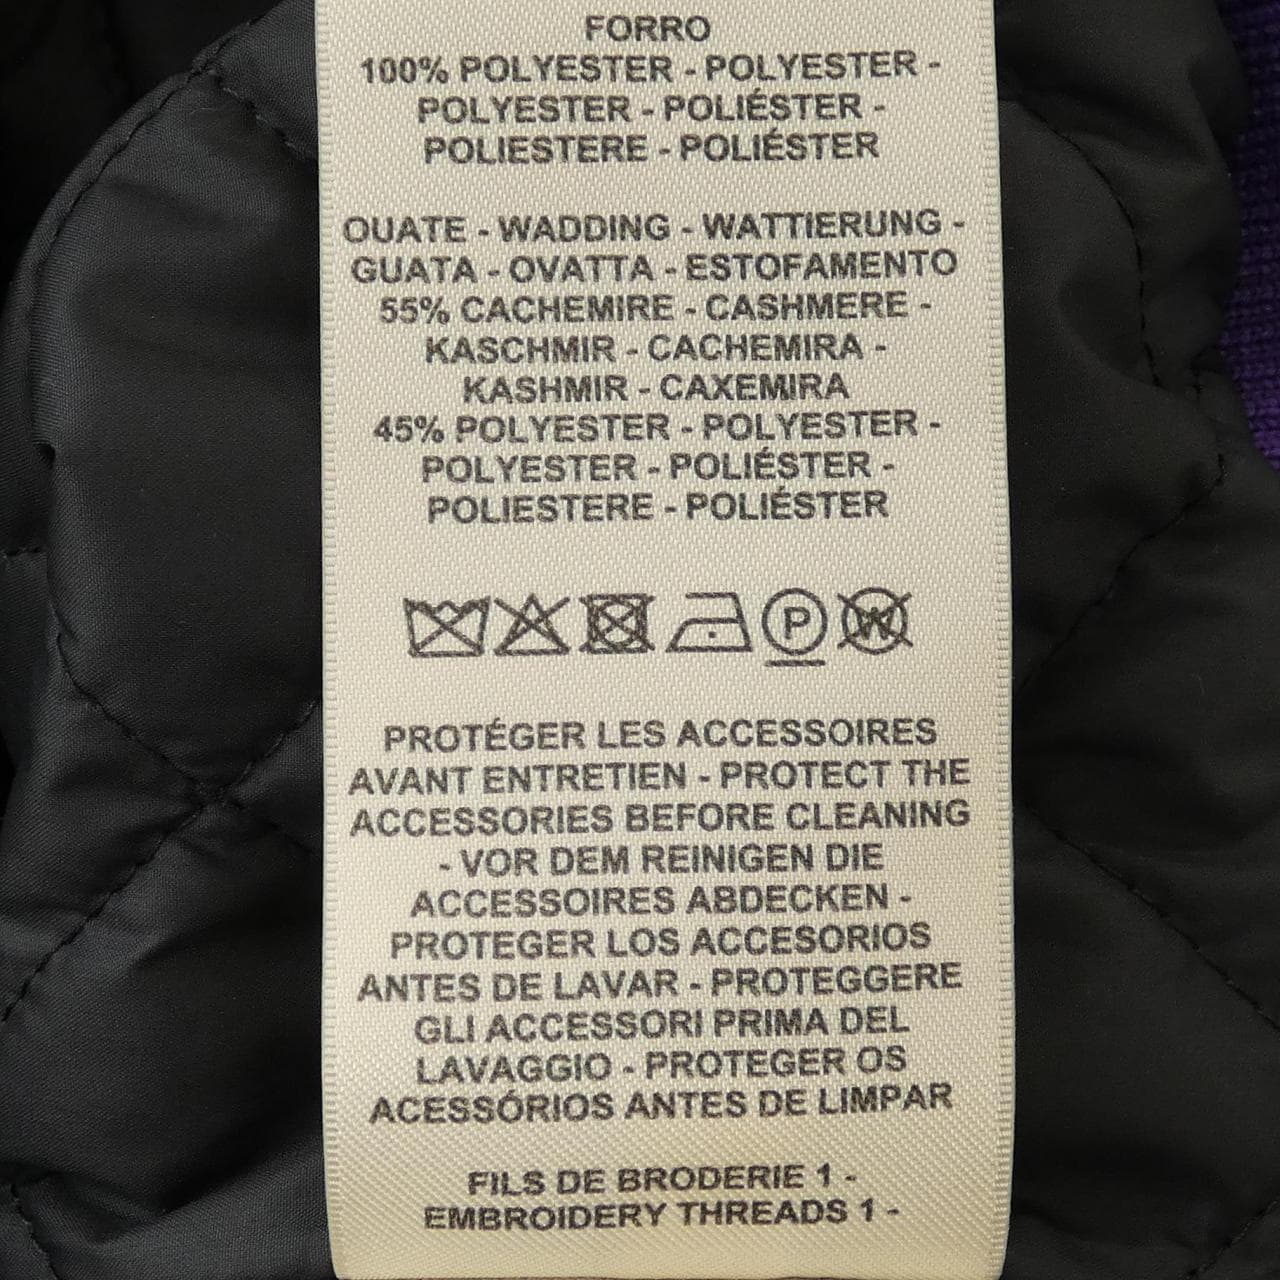 FORRO
100% POLYESTER - POLYESTER -
POLYESTER - POLIÉSTER -
POLIESTERE - POLIÉSTER
OUATE - WADDING - WATTIERUNG -
GUATA - OVATTA - ESTOFAMENTO
55% CACHEMIRE - CASHMERE -
KASCHMIR - CACHEMIRA -
KASHMIR - CAXEMIRA
45% POLYESTER - POLYESTER -
POLYESTER - POLIÉSTER -
POLIESTERE - POLIÉSTER
P W
PROTÉGER LES ACCESSOIRES
AVANT ENTRETIEN - PROTECT THE
ACCESSORIES BEFORE CLEANING
- VOR DEM REINIGEN DIE
ACCESSOIRES ABDECKEN -
PROTEGER LOS ACCESORIOS
ANTES DE LAVAR - PROTEGGERE
GLI ACCESSORI PRIMA DEL
LAVAGGIO - PROTEGER OS
ACESSÓRIOS ANTES DE LIMPAR
FILS DE BRODERIE 1 -
EMBROIDERY THREADS 1 -